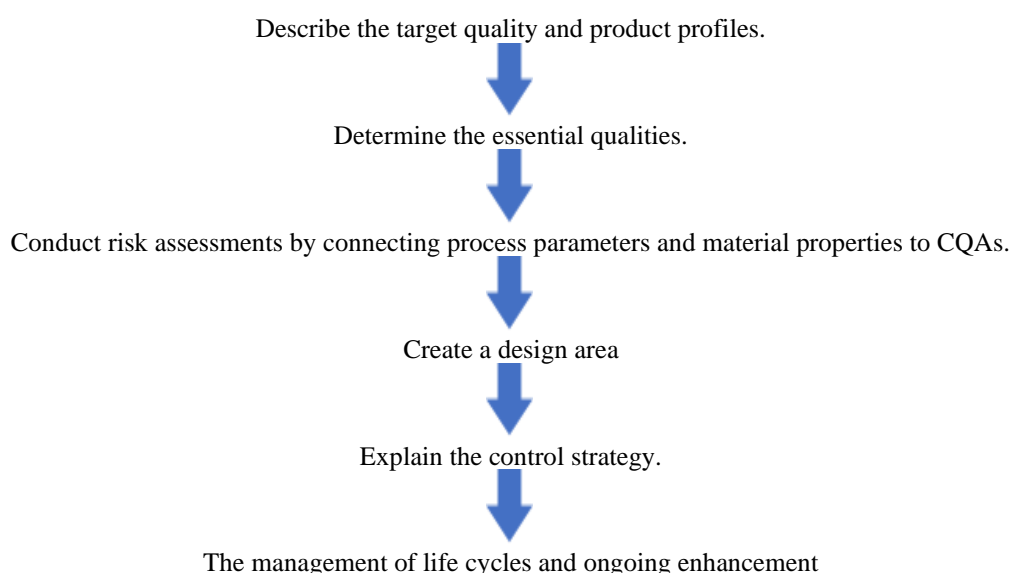 Describe the target quality and product profiles.
Determine the essential qualities.
Conduct risk assessments by connecting process parameters and material properties to CQAs.
Create a design area
Explain the control strategy.
The management of life cycles and ongoing enhancement